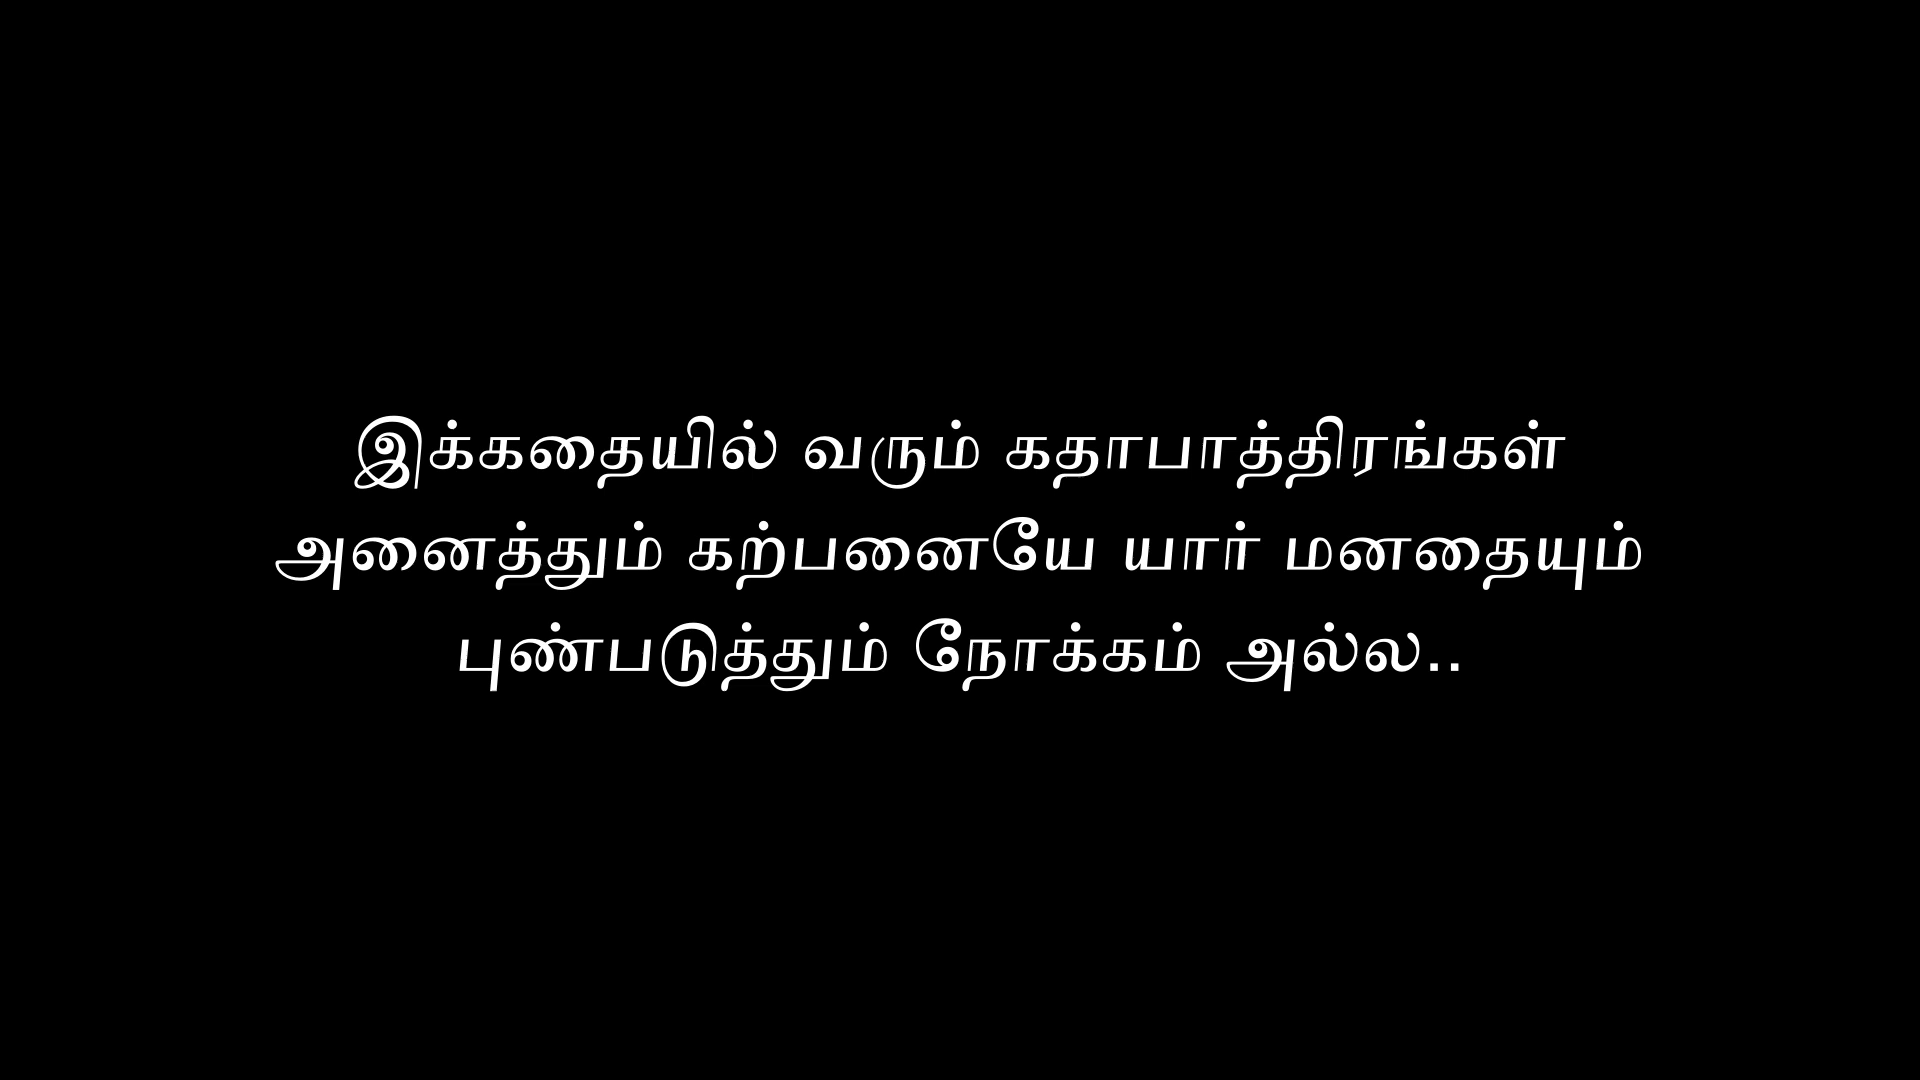 இக்கதையில் வரும் கதாபாத்திரங்கள்
அனைத்தும் கற்பனையே யார் மனதையும்
புண்படுத்தும் நோக்கம் அல்ல..